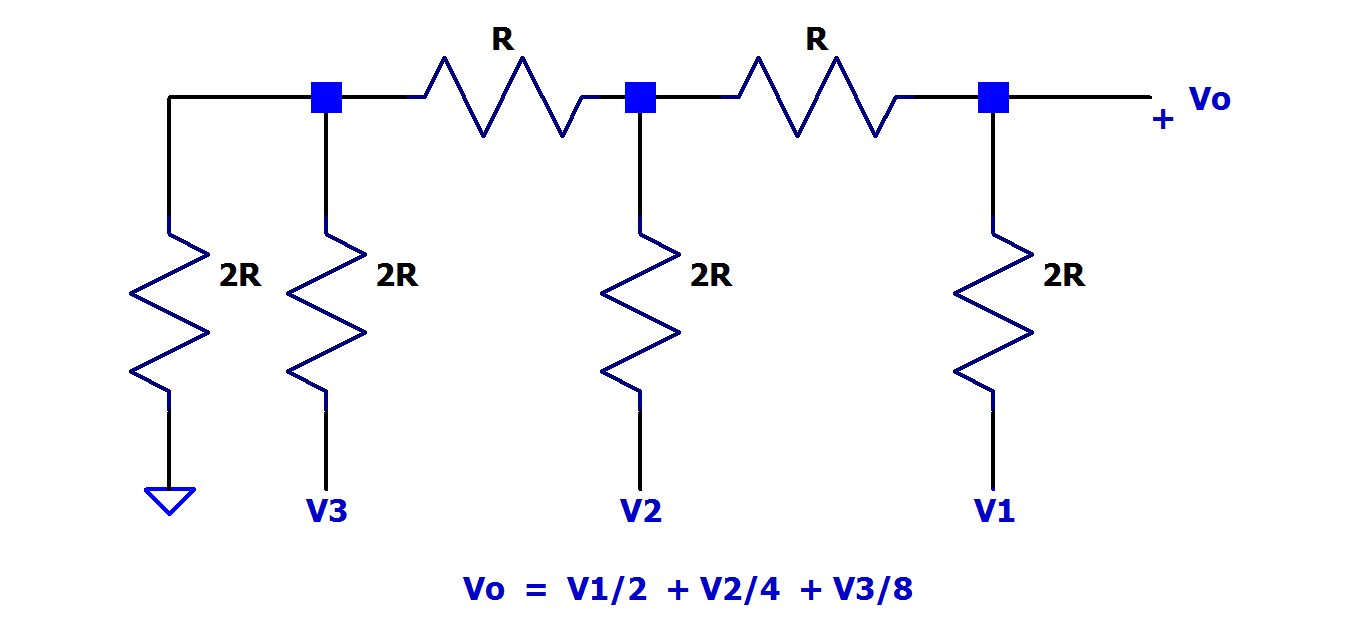 R R
+ Vo
2R 2R 2R 2R
V3 V2 V1
Vo = V1/2 + V2/4 + V3/8